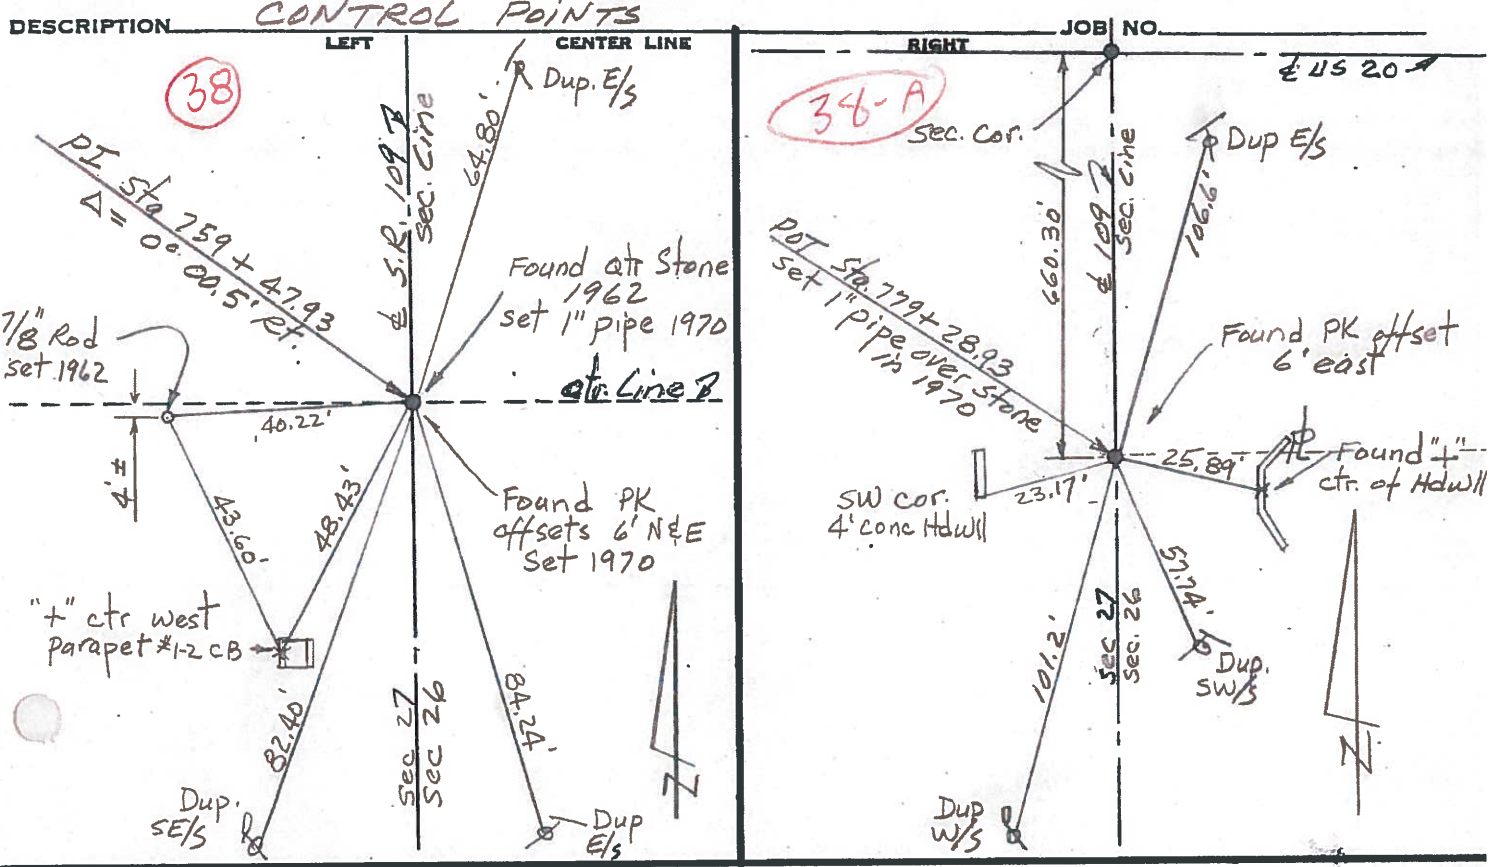 DESCRIPTION CONTROL POINTS
LEFT
CENTER LINE
38
Dup. E/s
64.80'
℄ S.R. 109
Sec. Line
PI Sta 759 + 47.93
Δ = 0° 00.5' Rt.
Found Qtr Stone
1962
set 1" pipe 1970
7/8" Rod
set 1962
Qtr. Line
40.22'
4'±
43.60
48.43'
Found PK
offsets 6' N&E
Set 1970
"+" ctr west
parapet #1-2 CB
82.40'
84.24'
Sec 27
Sec 26
Dup.
SE/s
Dup
E/s
N
JOB NO.
RIGHT
℄ US 20
38-A
Sec. Cor.
Dup E/s
660.30'
℄ 109
Sec. Line
106.6'
POT Sta. 779+28.93
set 1" pipe over stone
in 1970
Found PK offset
6' east
25.89'
Found "+"
ctr. of Hdwll
23.17'
SW cor.
4' conc Hdwll
57.74'
101.2'
Sec 27
Sec. 26
Dup.
SW/s
Dup
W/s
N